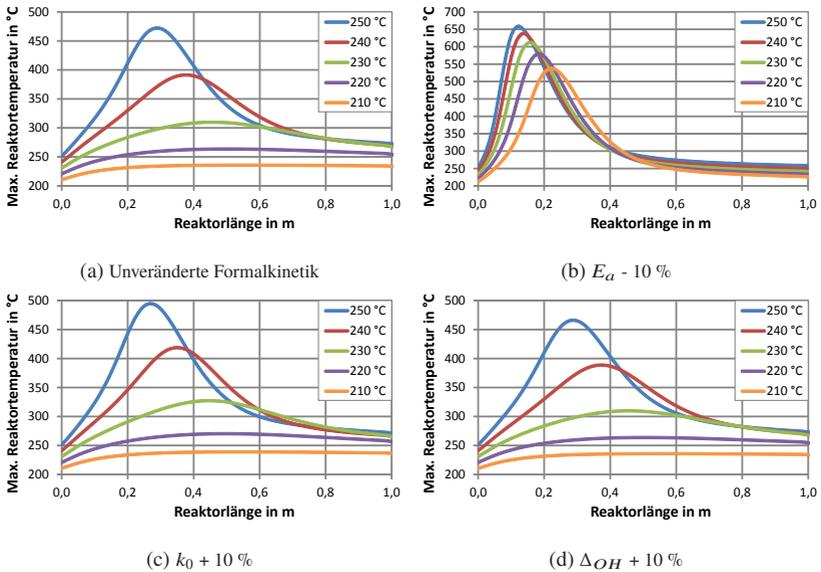 Max. Reaktortemperatur in °C
500
450
400
350
300
250
200
0,0 0,2 0,4 0,6 0,8 1,0
Reaktorlänge in m
250 °C
240 °C
230 °C
220 °C
210 °C
(a) Unveränderte Formalkinetik
Max. Reaktortemperatur in °C
700
650
600
550
500
450
400
350
300
250
200
0,0 0,2 0,4 0,6 0,8 1,0
Reaktorlänge in m
250 °C
240 °C
230 °C
220 °C
210 °C
(b) Ea - 10 %
Max. Reaktortemperatur in °C
500
450
400
350
300
250
200
0,0 0,2 0,4 0,6 0,8 1,0
Reaktorlänge in m
250 °C
240 °C
230 °C
220 °C
210 °C
(c) k0 + 10 %
Max. Reaktortemperatur in °C
500
450
400
350
300
250
200
0,0 0,2 0,4 0,6 0,8 1,0
Reaktorlänge in m
250 °C
240 °C
230 °C
220 °C
210 °C
(d) ΔOH + 10 %